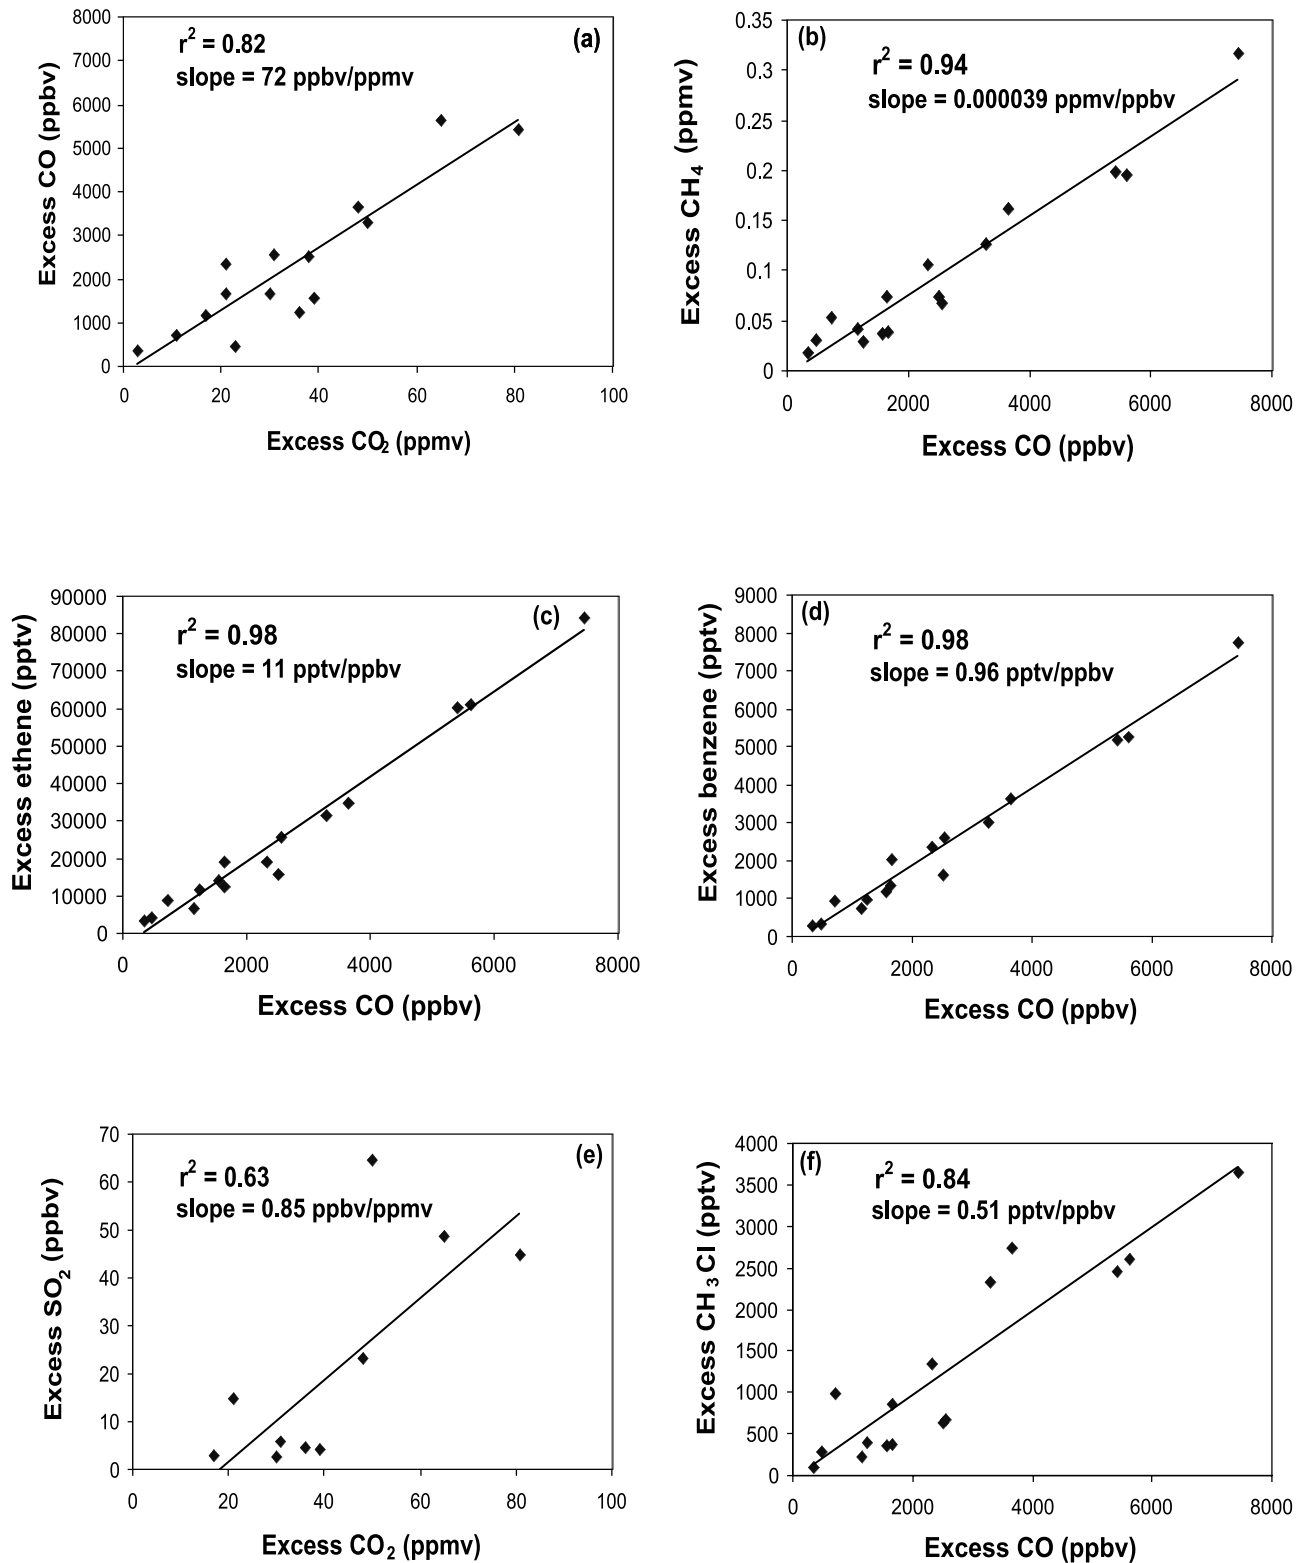 (a)
r2 = 0.82
slope = 72 ppbv/ppmv
Excess CO (ppbv)
8000
7000
6000
5000
4000
3000
2000
1000
0
0 20 40 60 80 100
Excess CO2 (ppmv)
(b)
r2 = 0.94
slope = 0.000039 ppmv/ppbv
Excess CH4 (ppmv)
0.35
0.3
0.25
0.2
0.15
0.1
0.05
0
0 2000 4000 6000 8000
Excess CO (ppbv)
(c)
r2 = 0.98
slope = 11 pptv/ppbv
Excess ethene (pptv)
90000
80000
70000
60000
50000
40000
30000
20000
10000
0
0 2000 4000 6000 8000
Excess CO (ppbv)
(d)
r2 = 0.98
slope = 0.96 pptv/ppbv
Excess benzene (pptv)
9000
8000
7000
6000
5000
4000
3000
2000
1000
0
0 2000 4000 6000 8000
Excess CO (ppbv)
(e)
r2 = 0.63
slope = 0.85 ppbv/ppmv
Excess SO2 (ppbv)
70
60
50
40
30
20
10
0
0 20 40 60 80 100
Excess CO2 (ppmv)
(f)
r2 = 0.84
slope = 0.51 pptv/ppbv
Excess CH3Cl (pptv)
4000
3500
3000
2500
2000
1500
1000
500
0
0 2000 4000 6000 8000
Excess CO (ppbv)